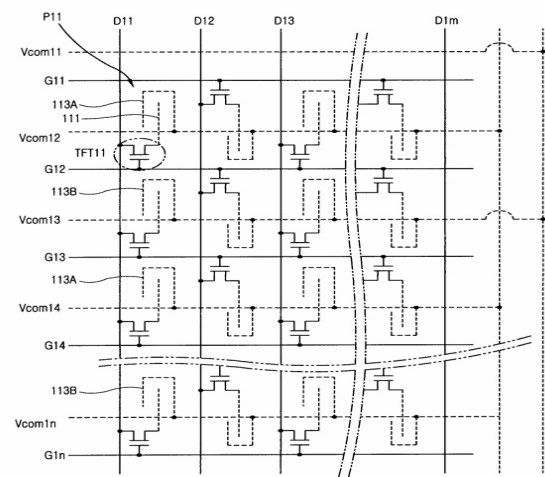 P11
D11 D12 D13 D1m
Vcom11
G11
113A
111
Vcom12
TFT11
G12
113B
Vcom13
G13
113A
Vcom14
G14
113B
Vcom1n
G1n